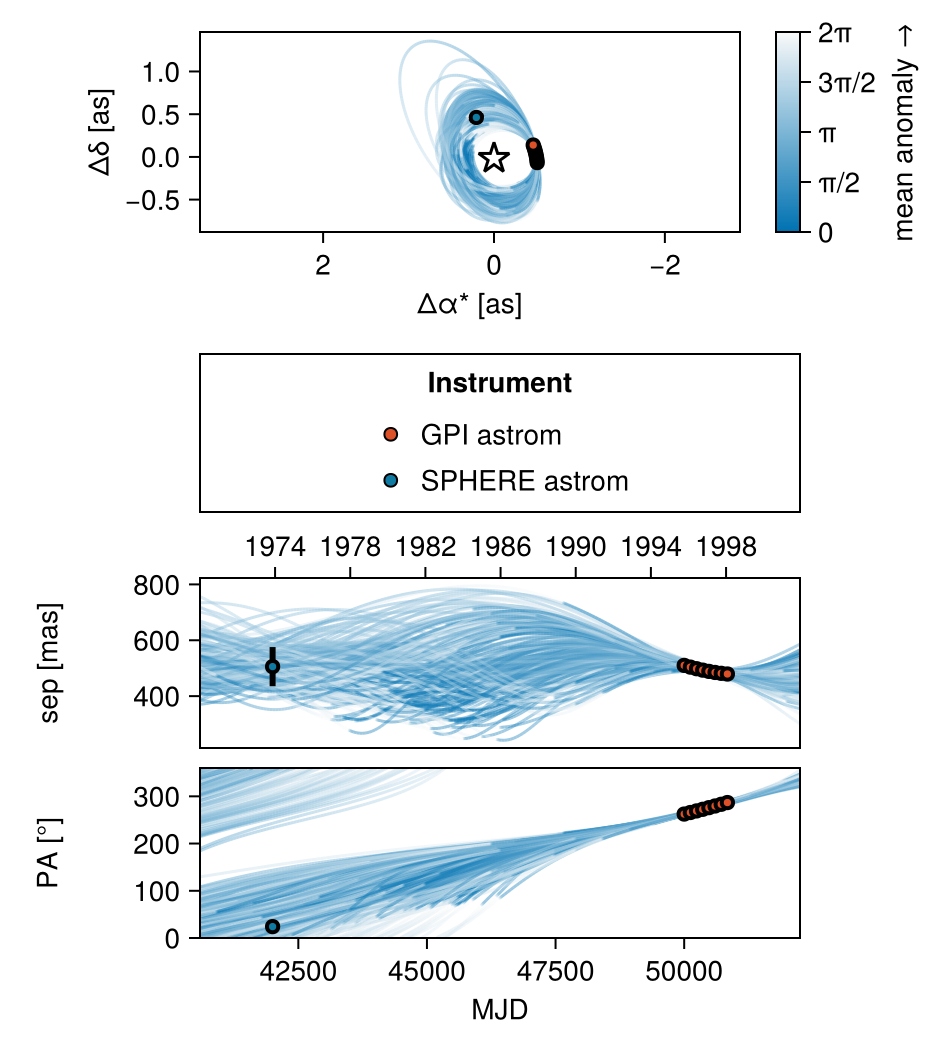 2π
3π/2
π
π/2
0
mean anomaly →
1.0
0.5
0.0
−0.5
Δδ [as]
2 0 −2
Δα* [as]
Instrument
GPI astrom
SPHERE astrom
1974 1978 1982 1986 1990 1994 1998
800
600
400
sep [mas]
300
200
100
0
PA [°]
42500 45000 47500 50000
MJD